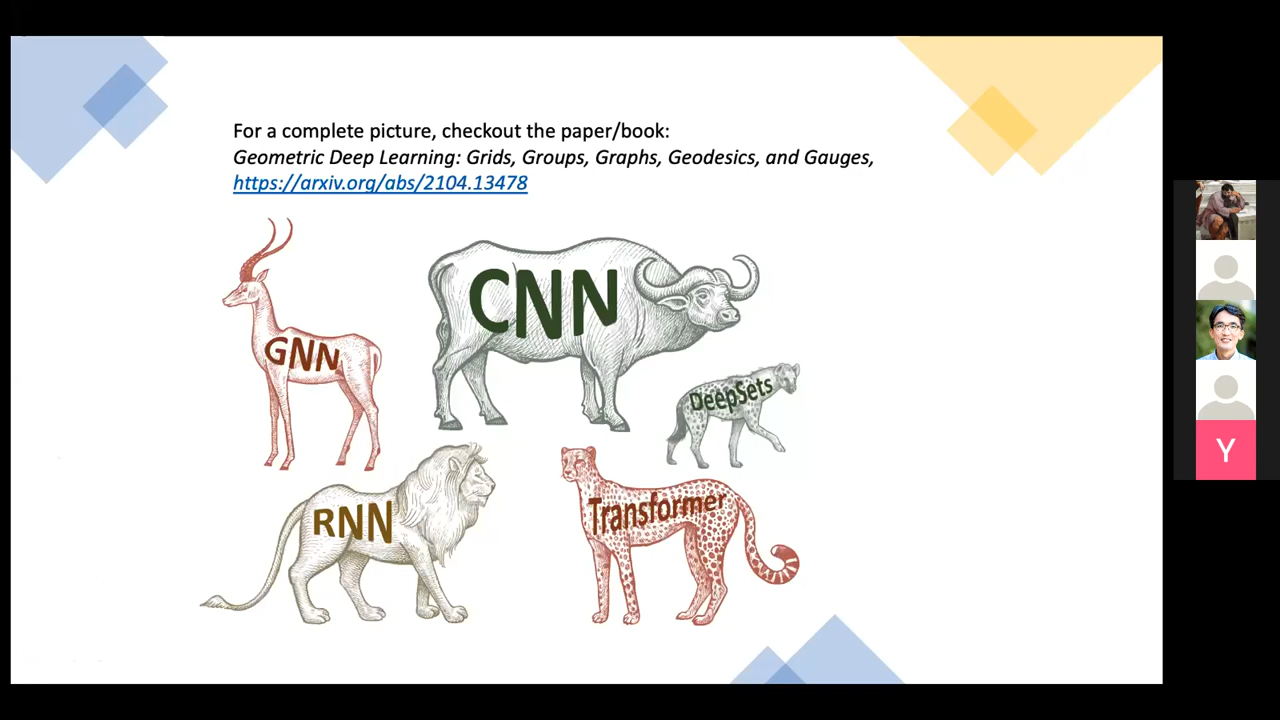 For a complete picture, checkout the paper/book:
Geometric Deep Learning: Grids, Groups, Graphs, Geodesics, and Gauges,
https://arxiv.org/abs/2104.13478
CNN
GNN
DeepSets
RNN
Transformer
Y